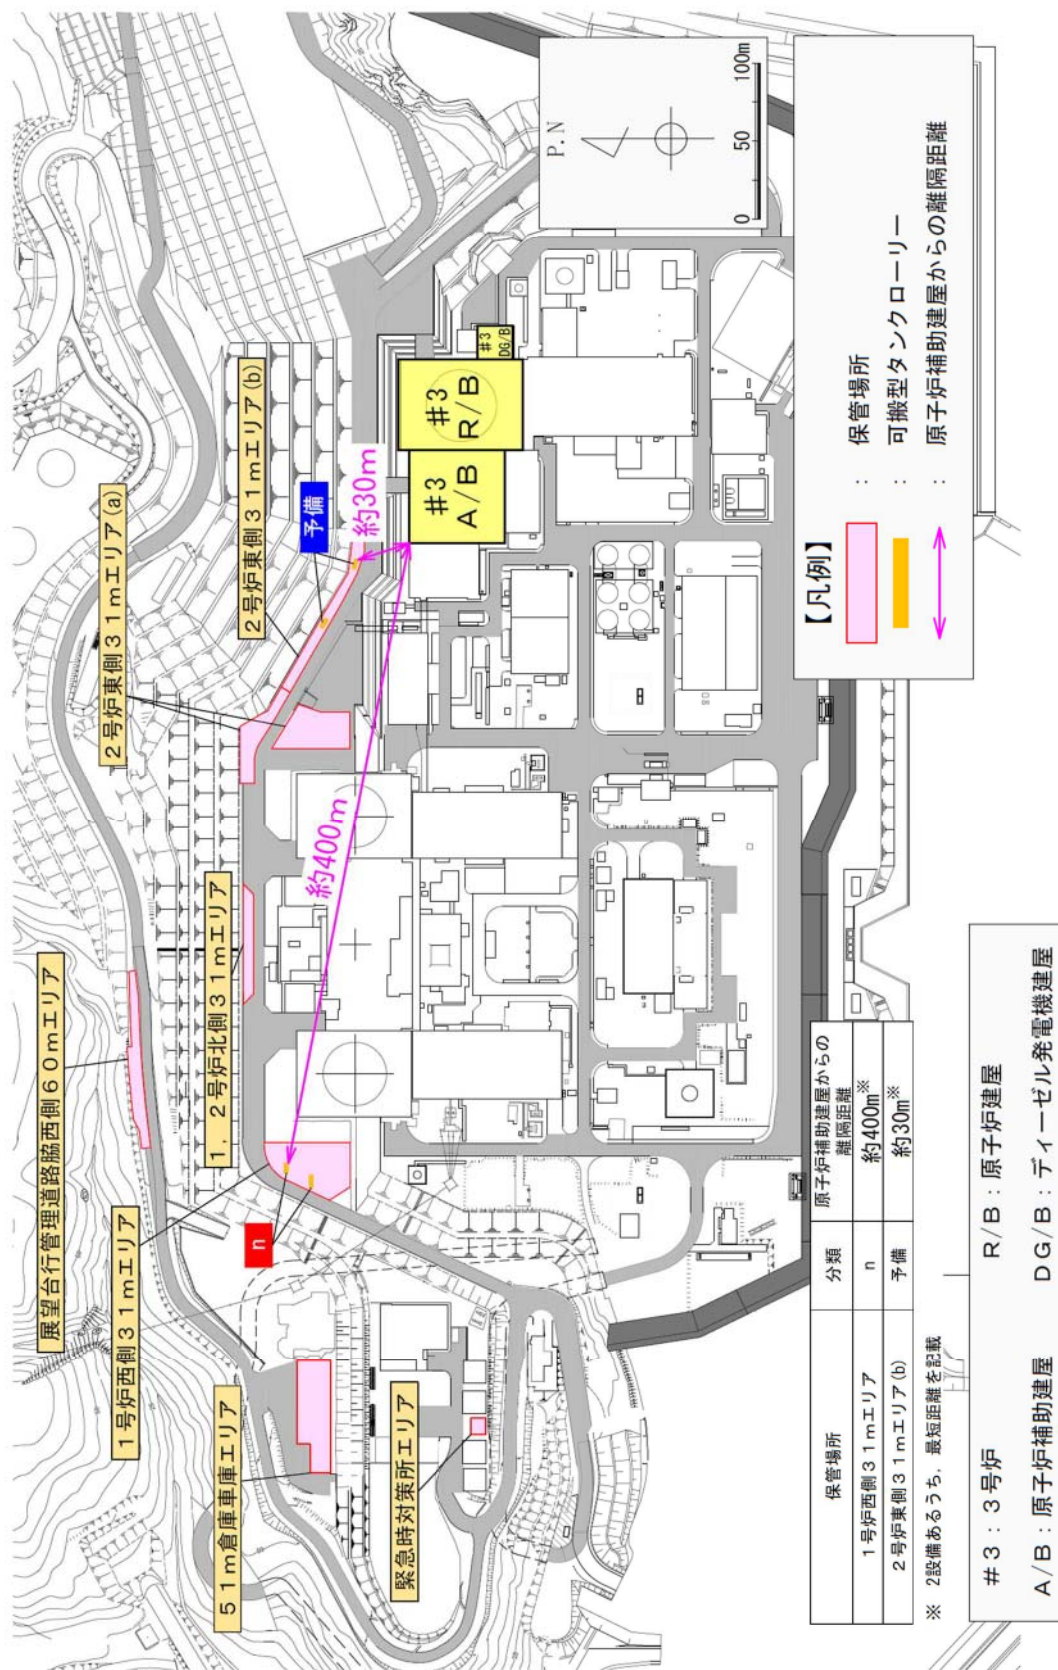 展望台行管理道路脇西側６０ｍエリア
１号炉西側３１ｍエリア
５１ｍ倉庫車庫エリア
緊急時対策所エリア
１，２号炉北側３１ｍエリア
２号炉東側３１ｍエリア(a)
２号炉東側３１ｍエリア(b)
n
予備
約400m
約30m
#3
A/B
#3
R/B
#3
DG/B
P.N
0
50
100m
【凡例】
： 保管場所
： 可搬型タンクローリー
： 原子炉補助建屋からの離隔距離
保管場所 分類 原子炉補助建屋からの
離隔距離
１号炉西側３１ｍエリア n 約400m※
２号炉東側３１ｍエリア(b) 予備 約30m※
※ 2設備あるうち，最短距離を記載
＃３：３号炉 Ｒ/Ｂ：原子炉建屋
Ａ/Ｂ：原子炉補助建屋 ＤＧ/Ｂ：ディーゼル発電機建屋